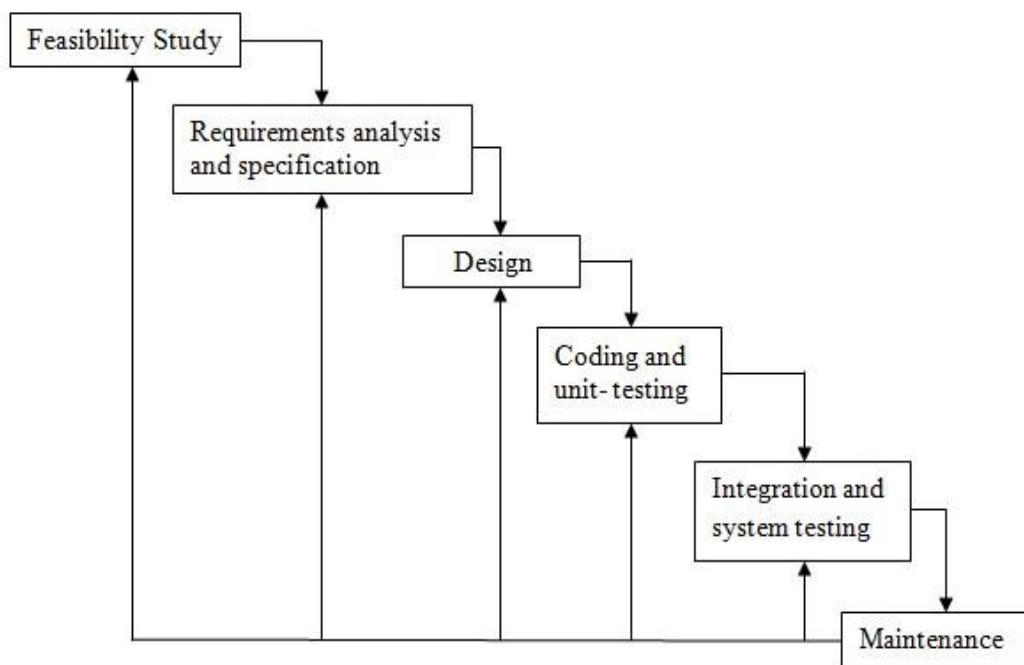 Feasibility Study
Requirements analysis
and specification
Design
Coding and
unit- testing
Integration and
system testing
Maintenance